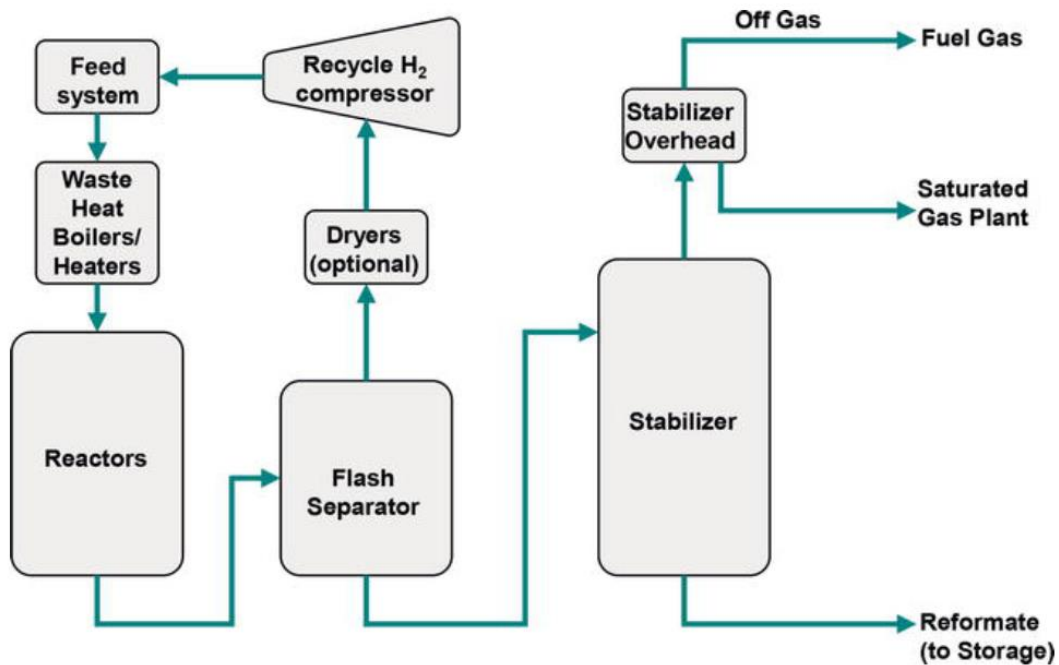 Feed
system
Recycle H₂
compressor
Off Gas
Fuel Gas
Stabilizer
Overhead
Waste
Heat
Boilers/
Heaters
Dryers
(optional)
Saturated
Gas Plant
Reactors
Flash
Separator
Stabilizer
Reformate
(to Storage)